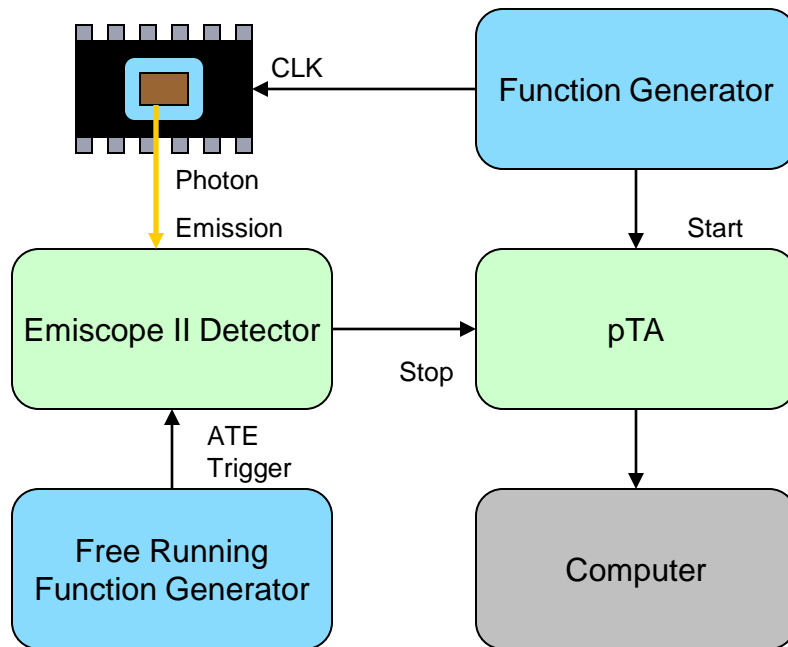 CLK
Function Generator
Photon
Emission
Start
Emiscope II Detector
Stop
pTA
ATE
Trigger
Free Running
Function Generator
Computer